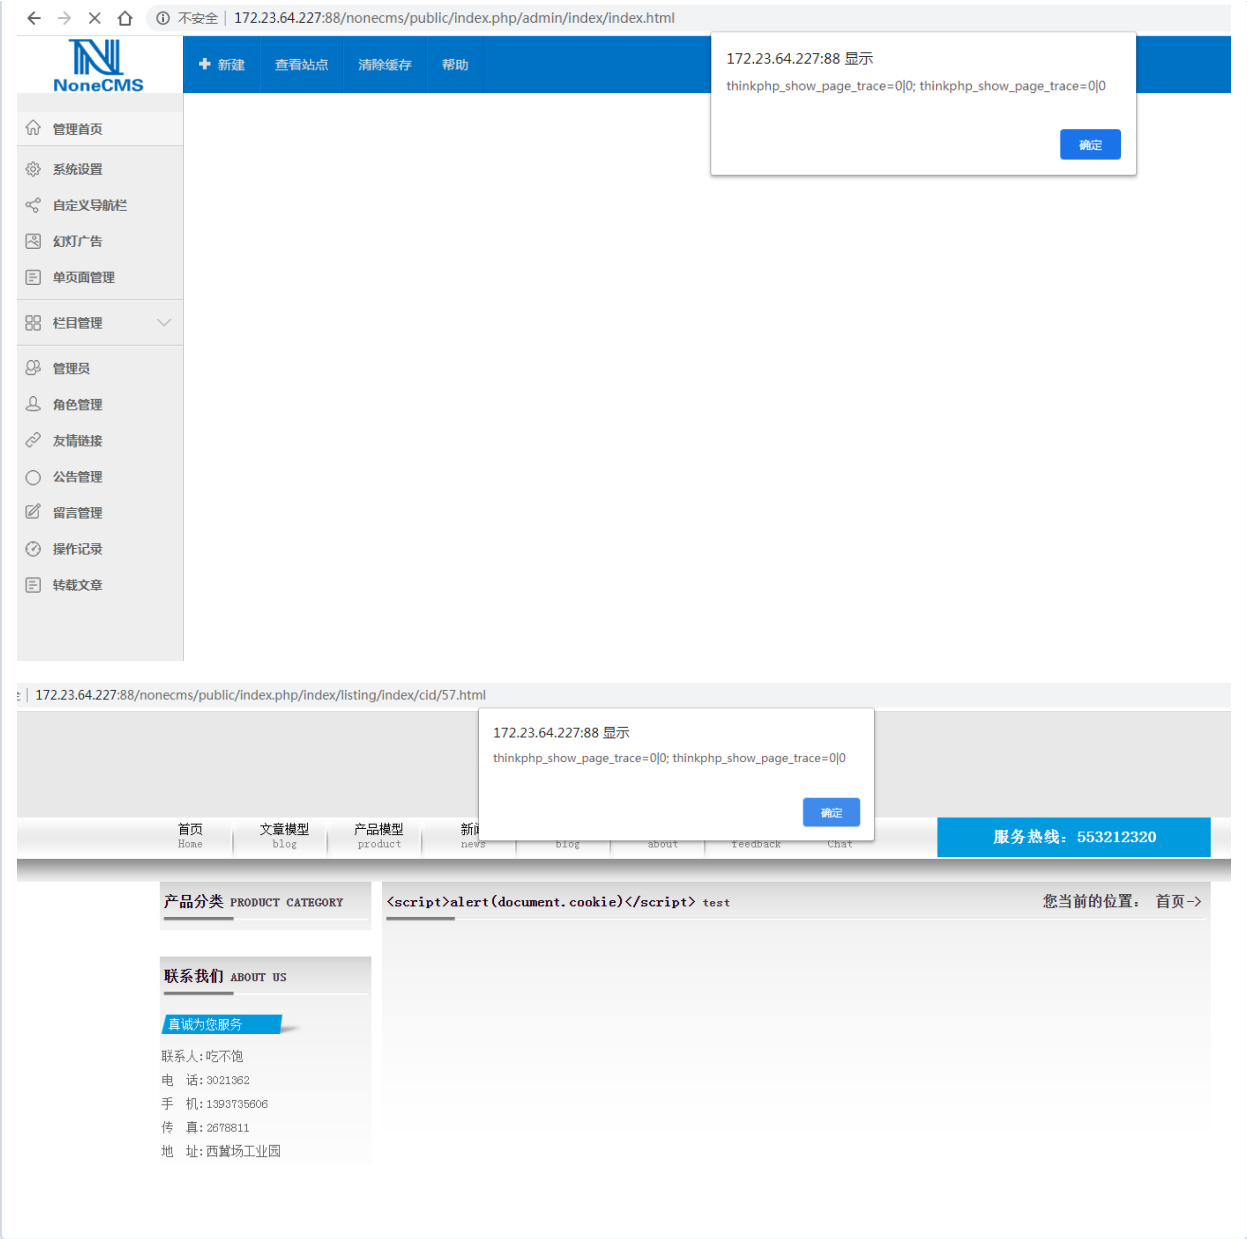 不安全 | 172.23.64.227:88/nonecms/public/index.php/admin/index/index.html
NoneCMS
新建 查看站点 清除缓存 帮助
172.23.64.227:88 显示
thinkphp_show_page_trace=0|0; thinkphp_show_page_trace=0|0
确定
管理首页
系统设置
自定义导航栏
幻灯广告
单页面管理
栏目管理
管理员
角色管理
友情链接
公告管理
留言管理
操作记录
转载文章
| 172.23.64.227:88/nonecms/public/index.php/index/listing/index/cid/57.html
172.23.64.227:88 显示
thinkphp_show_page_trace=0|0; thinkphp_show_page_trace=0|0
确定
首页 文章模型 产品模型
Home blog product news blog about feedback Chat
服务热线：553212320
产品分类 PRODUCT CATEGORY
<script>alert(document.cookie)</script> test
您当前的位置： 首页->
联系我们 ABOUT US
真诚为您服务
联系人:吃不饱
电 话:3021362
手 机:1393735606
传 真:2678811
地 址:西冀场工业园